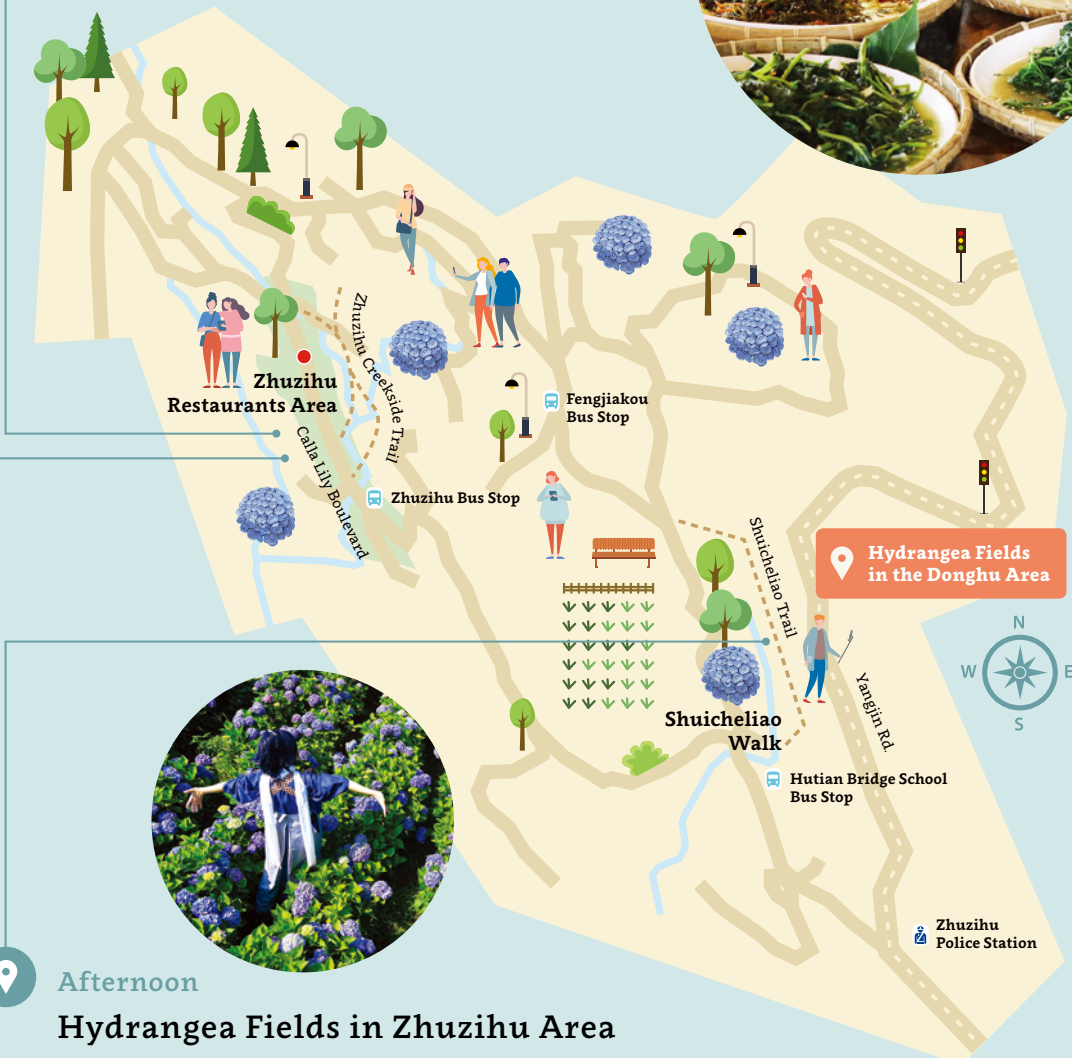 Zhuzihu Creekside Trail
Zhuzihu
Restaurants Area
Fengjiakou
Bus Stop
Calla Lily Boulevard
Zhuzihu Bus Stop
Shuicheliao Trail
Hydrangea Fields
in the Donghu Area
N
W
E
S
Yangjin Rd.
Shuicheliao
Walk
Hutian Bridge School
Bus Stop
Zhuzihu
Police Station
Afternoon
Hydrangea Fields in Zhuzihu Area